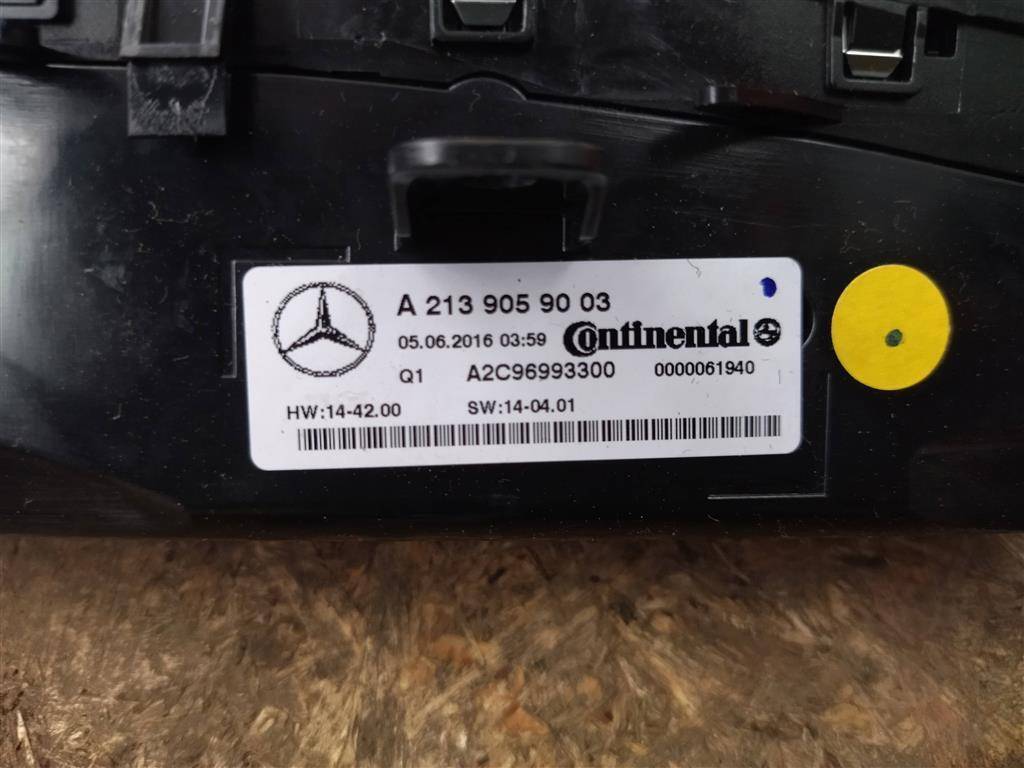 A 213 905 90 03
05.06.2016 03:59 Continental
Q1 A2C96993300 0000061940
HW:14-42.00 SW:14-04.01